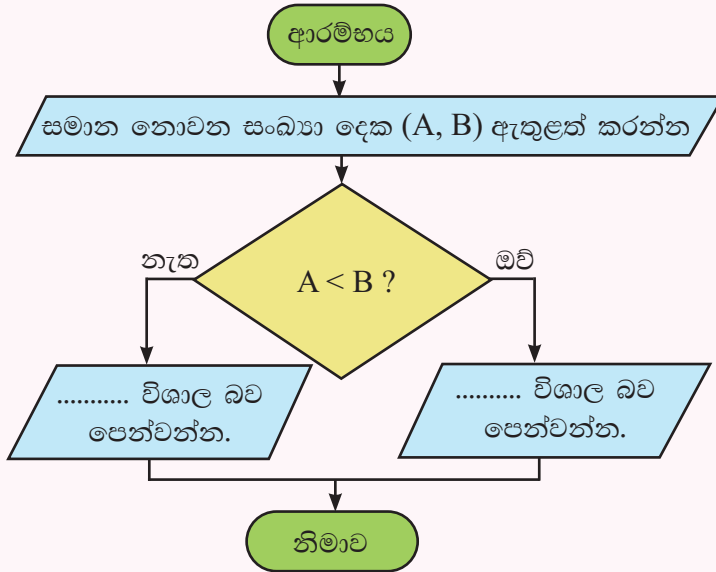 ආරම්භය
සමාන නොවන සංඛ්‍යා දෙක (A, B) ඇතුළත් කරන්න
නැත
ඔව්
A < B ?
........... විශාල බව
පෙන්වන්න.
.......... විශාල බව
පෙන්වන්න.
නිමාව